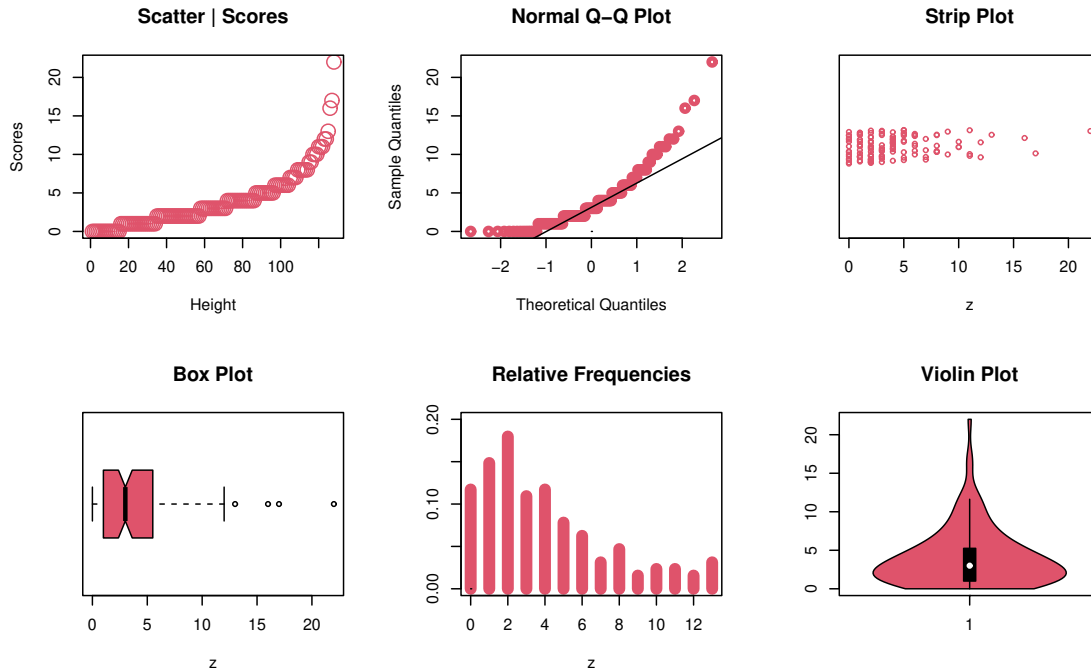 Scatter | Scores
Scores
0 5 10 15 20
0 20 40 60 80 100
Height
Normal Q−Q Plot
Sample Quantiles
0 5 10 15 20
−2 −1 0 1 2
Theoretical Quantiles
Strip Plot
0 5 10 15 20
z
Box Plot
0 5 10 15 20
z
Relative Frequencies
0.00 0.10 0.20
0 2 4 6 8 10 12
z
Violin Plot
0 5 10 15 20
1